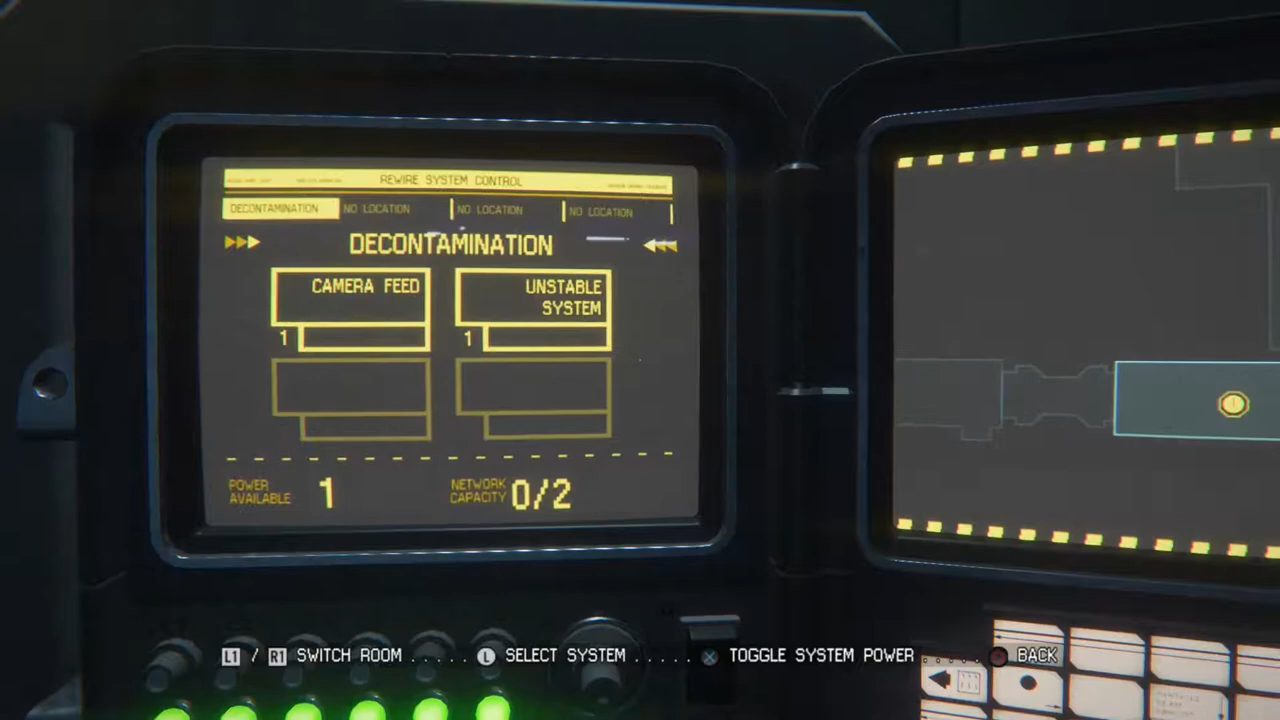 REWIRE SYSTEM CONTROL
DECONTAMINATION NO LOCATION NO LOCATION NO LOCATION
DECONTAMINATION
CAMERA FEED
1
UNSTABLE
SYSTEM
1
POWER
AVAILABLE 1
NETWORK
CAPACITY 0/2
L1 / R1 SWITCH ROOM ..... L SELECT SYSTEM ..... TOGGLE SYSTEM POWER ..... BACK